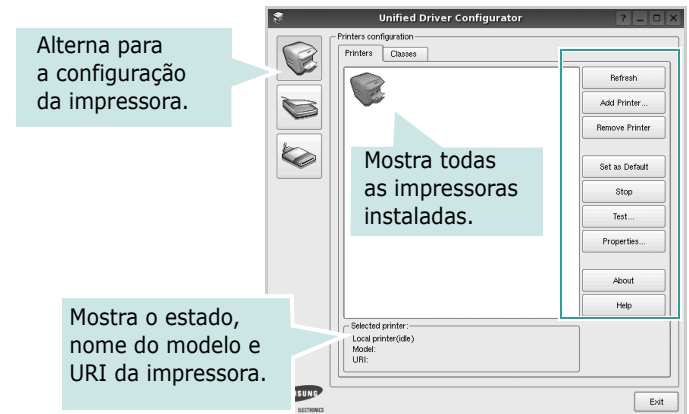 Unified Driver Configurator
Alterna para
a configuração
da impressora.
Printers configuration
Printers
Classes
Refresh
Add Printer...
Remove Printer
Set as Default
Stop
Test...
Properties...
About
Help
Mostra todas
as impressoras
instaladas.
Mostra o estado,
nome do modelo e
URI da impressora.
Selected printer:
Local printer(idle)
Model:
URI:
SUNG
ELECTRONICS
Exit